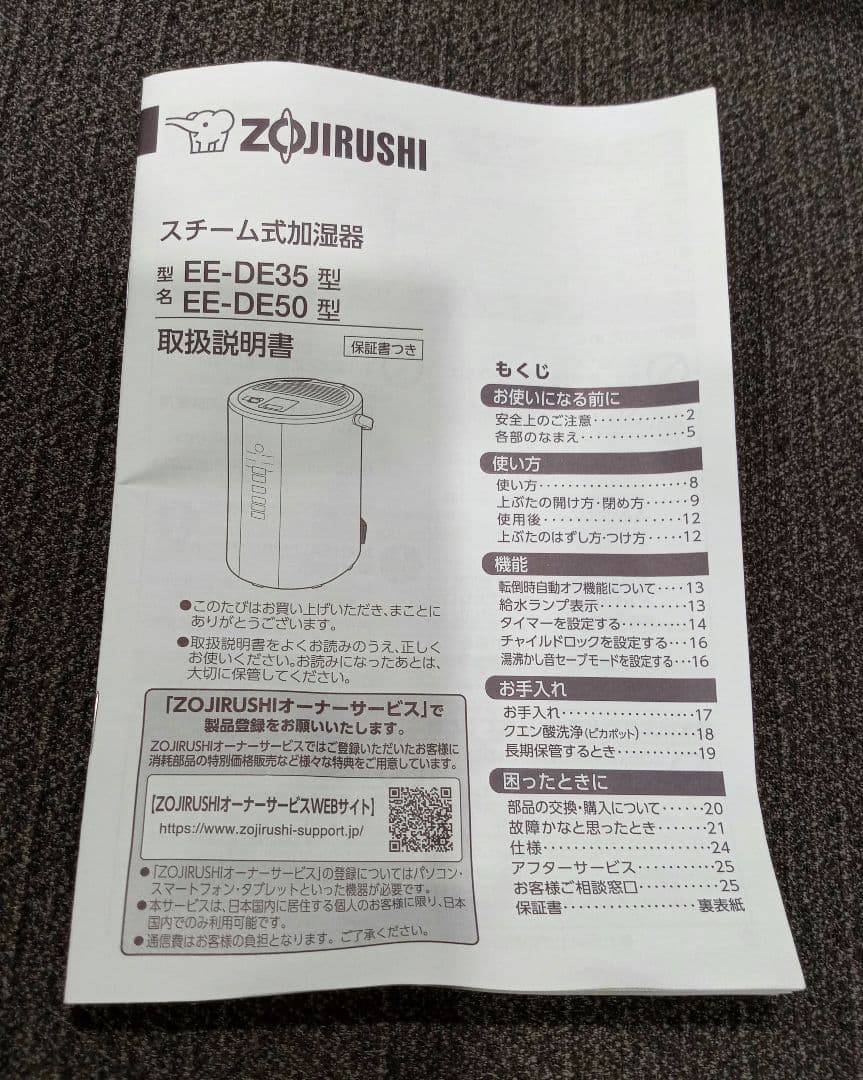 ZOJIRUSHI
スチーム式加湿器
型名 EE-DE35 型
EE-DE50 型
取扱説明書 保証書つき
●このたびはお買い上げいただき、まことに
ありがとうございます。
●取扱説明書をよくお読みのうえ、正しく
お使いください。お読みになったあとは、
大切に保管してください。
「ZOJIRUSHIオーナーサービス」で
製品登録をお願いいたします。
ZOJIRUSHIオーナーサービスではご登録いただいたお客様に
消耗部品の特別価格販売など様々な特典をご用意しています。
【ZOJIRUSHIオーナーサービスWEBサイト】
https://www.zojirushi-support.jp/
●「ZOJIRUSHIオーナーサービス」の登録についてはパソコン・
スマートフォン・タブレットといった機器が必要です。
●本サービスは、日本国内に居住する個人のお客様に限り、日本
国内でのみ利用可能です。
●通信費はお客様の負担となります。ご了承ください。
もくじ
お使いになる前に
安全上のご注意・・・・・・・・・・・・・2
各部のなまえ・・・・・・・・・・・・・・5
使い方
使い方・・・・・・・・・・・・・・・・・・8
上ぶたの開け方・閉め方・・・・・・9
使用後・・・・・・・・・・・・・・・・・12
上ぶたのはずし方・つけ方・・・・・12
機能
転倒時自動オフ機能について・・・・13
給水ランプ表示・・・・・・・・・・・・13
タイマーを設定する・・・・・・・・・14
チャイルドロックを設定する・・・16
湯沸かし音セーブモードを設定する・・・16
お手入れ
お手入れ・・・・・・・・・・・・・・・・17
クエン酸洗浄(ピカポット)・・・・・・18
長期保管するとき・・・・・・・・・・・19
困ったときに
部品の交換・購入について・・・・・・20
故障かなと思ったとき・・・・・・・・21
仕様・・・・・・・・・・・・・・・・・・・24
アフターサービス・・・・・・・・・・・25
お客様ご相談窓口・・・・・・・・・・・25
保証書・・・・・・・・・・・・・・・裏表紙